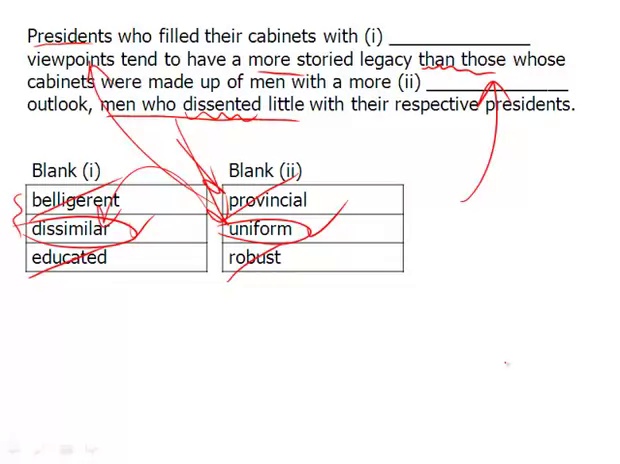 Presidents who filled their cabinets with (i) _______________
viewpoints tend to have a more storied legacy than those whose
cabinets were made up of men with a more (ii) _______________
outlook, men who dissented little with their respective presidents.
Blank (i) Blank (ii)
belligerent provincial
dissimilar uniform
educated robust